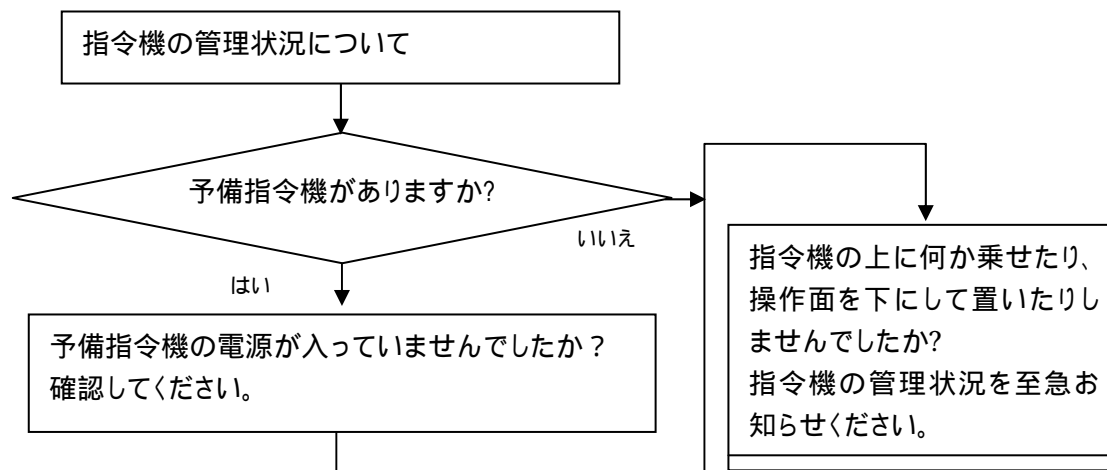 指令機の管理状況について
予備指令機がありますか?
いいえ
はい
予備指令機の電源が入っていませんでしたか？
確認してください。
指令機の上に何か乗せたり、
操作面を下にして置いたりし
ませんでしたか?
指令機の管理状況を至急お
知らせください。